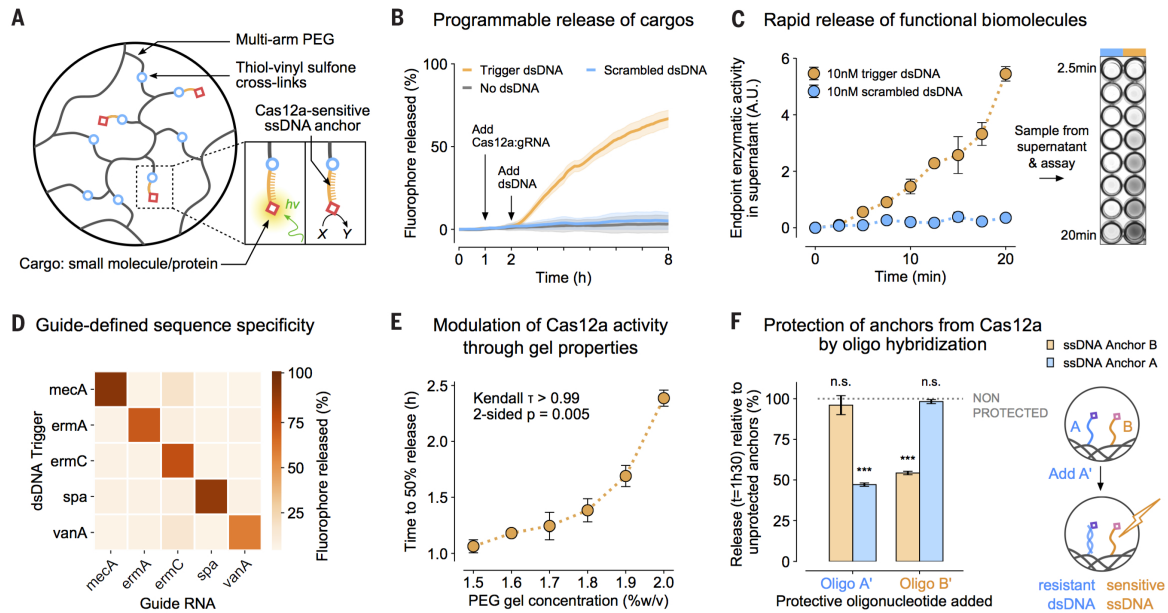 A
Multi-arm PEG
Thiol-vinyl sulfone
cross-links
Cas12a-sensitive
ssDNA anchor
hν
X
Y
Cargo: small molecule/protein
B Programmable release of cargos
Fluorophore released (%)
100
50
0
Trigger dsDNA
Scrambled dsDNA
No dsDNA
Add
Cas12a:gRNA
Add
dsDNA
0 1 2 8
Time (h)
C Rapid release of functional biomolecules
Endpoint enzymatic activity
in supernatant (A.U.)
6
4
2
0
10nM trigger dsDNA
10nM scrambled dsDNA
0 10 20
Time (min)
Sample from
supernatant
& assay
2.5min
20min
D Guide-defined sequence specificity
dsDNA Trigger
mecA
ermA
ermC
spa
vanA
mecA ermA ermC spa vanA
Guide RNA
100
75
50
25
Fluorophore released (%)
E Modulation of Cas12a activity
through gel properties
Time to 50% release (h)
2.5
2.0
1.5
1.0
Kendall τ > 0.99
2-sided p = 0.005
1.5 1.6 1.7 1.8 1.9 2.0
PEG gel concentration (%w/v)
F Protection of anchors from Cas12a
by oligo hybridization
ssDNA Anchor B
ssDNA Anchor A
Release (t=1h30) relative to
unprotected anchors (%)
100
75
50
25
0
n.s.
n.s.
***
***
NON
PROTECTED
Oligo A' Oligo B'
Protective oligonucleotide added
A B
Add A'
resistant sensitive
dsDNA ssDNA